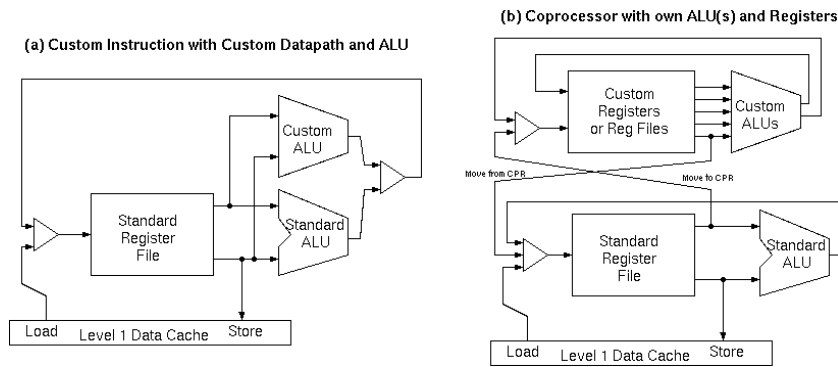 (a) Custom Instruction with Custom Datapath and ALU
Custom
ALU
Standard
Register
File
Standard
ALU
Load
Level 1 Data Cache
Store
(b) Coprocessor with own ALU(s) and Registers
Custom
Registers
or Reg Files
Custom
ALUs
Move from CPR
Move to CPR
Standard
Register
File
Standard
ALU
Load
Level 1 Data Cache
Store